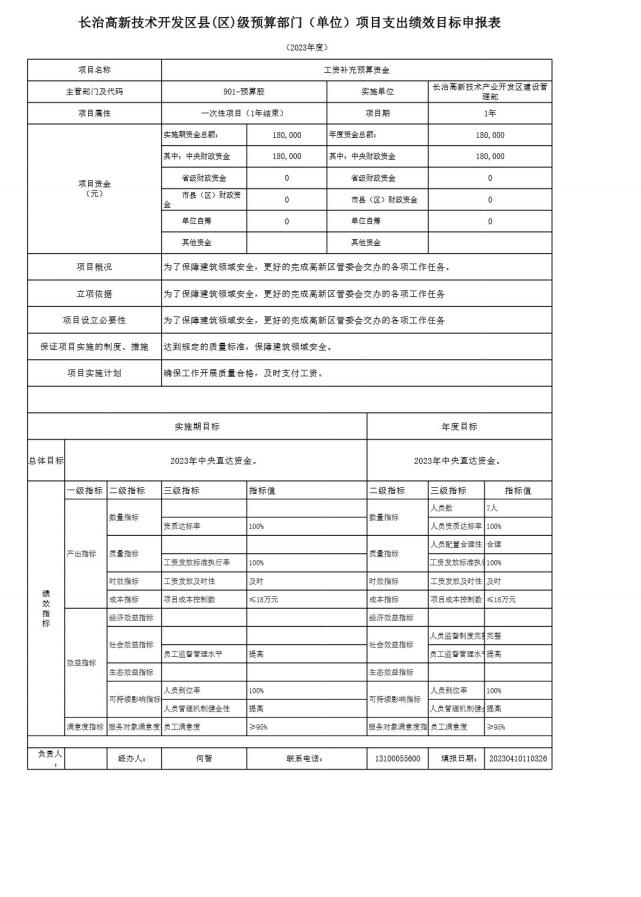 长治高新技术开发区县(区)级预算部门（单位）项目支出绩效目标申报表
（2023年度）
项目名称 工资补充预算资金
主管部门及代码 901-预算股 实施单位 长治高新技术产业开发区建设管理部
项目属性 一次性项目（1年结束） 项目期 1年
项目资金（元） 实施期资金总额： 180,000 年度资金总额： 180,000
其中：中央财政资金 180,000 其中：中央财政资金 180,000
省级财政资金 0 省级财政资金 0
市县（区）财政资金 0 市县（区）财政资金 0
单位自筹 0 单位自筹 0
其他资金 其他资金
项目概况 为了保障建筑领域安全，更好的完成高新区管委会交办的各项工作任务。
立项依据 为了保障建筑领域安全，更好的完成高新区管委会交办的各项工作任务
项目设立必要性 为了保障建筑领域安全，更好的完成高新区管委会交办的各项工作任务
保证项目实施的制度、措施 达到规定的质量标准，保障建筑领域安全。
项目实施计划 确保工作开展质量合格，及时支付工资。
实施期目标 年度目标
总体目标 2023年中央直达资金。 2023年中央直达资金。
绩效指标 一级指标 二级指标 三级指标 指标值 二级指标 三级指标 指标值
产出指标 数量指标 数量指标 人员数 7人
资质达标率 100% 人员资质达标率 100%
质量指标 质量指标 人员配置合理性 合理
工资发放标准执行率 100% 工资发放标准执行 100%
时效指标 工资发放及时性 及时 时效指标 工资发放及时性 及时
成本指标 项目成本控制数 ≤18万元 成本指标 项目成本控制数 ≤18万元
效益指标 经济效益指标 经济效益指标
社会效益指标 社会效益指标 人员监督制度完整 完整
员工监督管理水平 提高 员工监督管理水平 提高
生态效益指标 生态效益指标
可持续影响指标 人员到位率 100% 可持续影响指标 人员到位率 100%
人员管理机制健全性 提高 人员管理机制健全 提高
满意度指标 服务对象满意度 员工满意度 ≥95% 服务对象满意度指 员工满意度 ≥95%
负责人： 经办人： 何智 联系电话： 13100055600 填报日期： 20230410110326